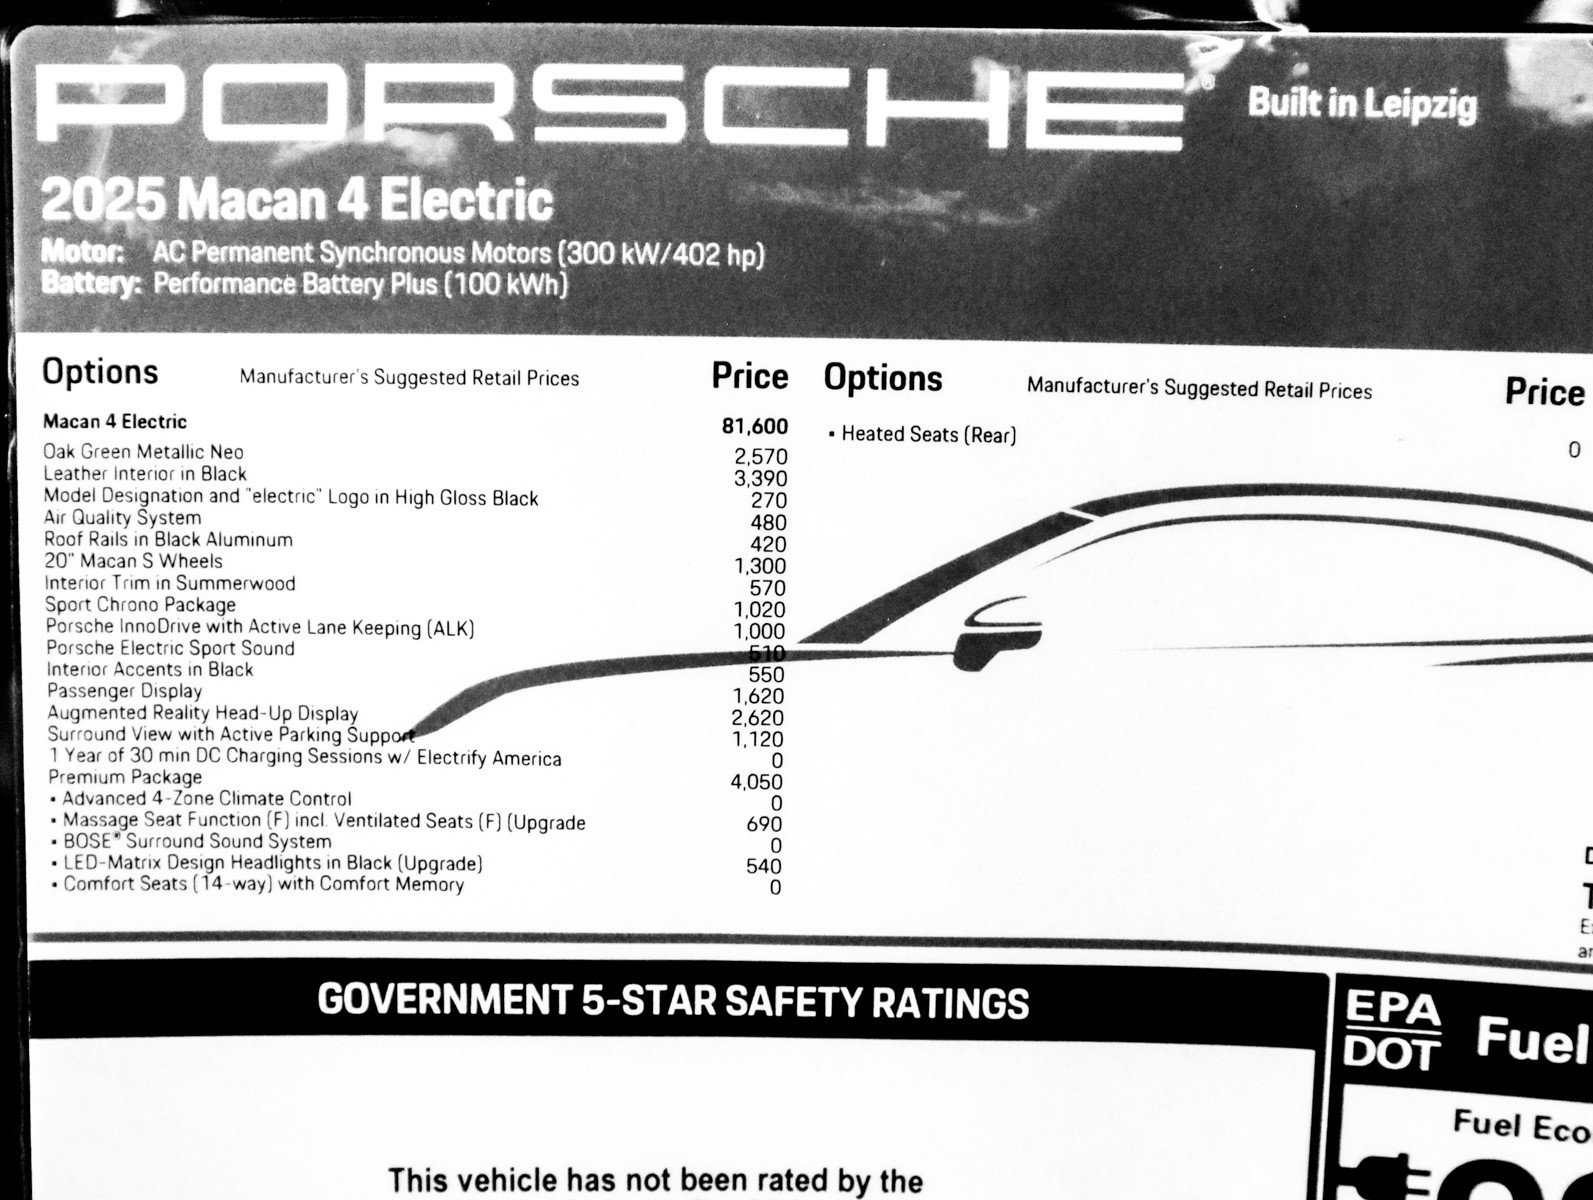 PORSCHE® Built in Leipzig
2025 Macan 4 Electric
Motor: AC Permanent Synchronous Motors (300 kW/402 hp)
Battery: Performance Battery Plus (100 kWh)
Options Manufacturer's Suggested Retail Prices Price
Macan 4 Electric 81,600
Oak Green Metallic Neo 2,570
Leather Interior in Black 3,390
Model Designation and "electric" Logo in High Gloss Black 270
Air Quality System 480
Roof Rails in Black Aluminum 420
20" Macan S Wheels 1,300
Interior Trim in Summerwood 570
Sport Chrono Package 1,020
Porsche InnoDrive with Active Lane Keeping (ALK) 1,000
Porsche Electric Sport Sound 510
Interior Accents in Black 550
Passenger Display 1,620
Augmented Reality Head-Up Display 2,620
Surround View with Active Parking Support 1,120
1 Year of 30 min DC Charging Sessions w/ Electrify America 0
Premium Package 4,050
• Advanced 4-Zone Climate Control 0
• Massage Seat Function (F) incl. Ventilated Seats (F) (Upgrade 690
• BOSE® Surround Sound System 0
• LED-Matrix Design Headlights in Black (Upgrade) 540
• Comfort Seats (14-way) with Comfort Memory 0
Options Manufacturer's Suggested Retail Prices Price
• Heated Seats (Rear) 0
GOVERNMENT 5-STAR SAFETY RATINGS
This vehicle has not been rated by the
EPA
DOT
Fuel
Fuel Eco